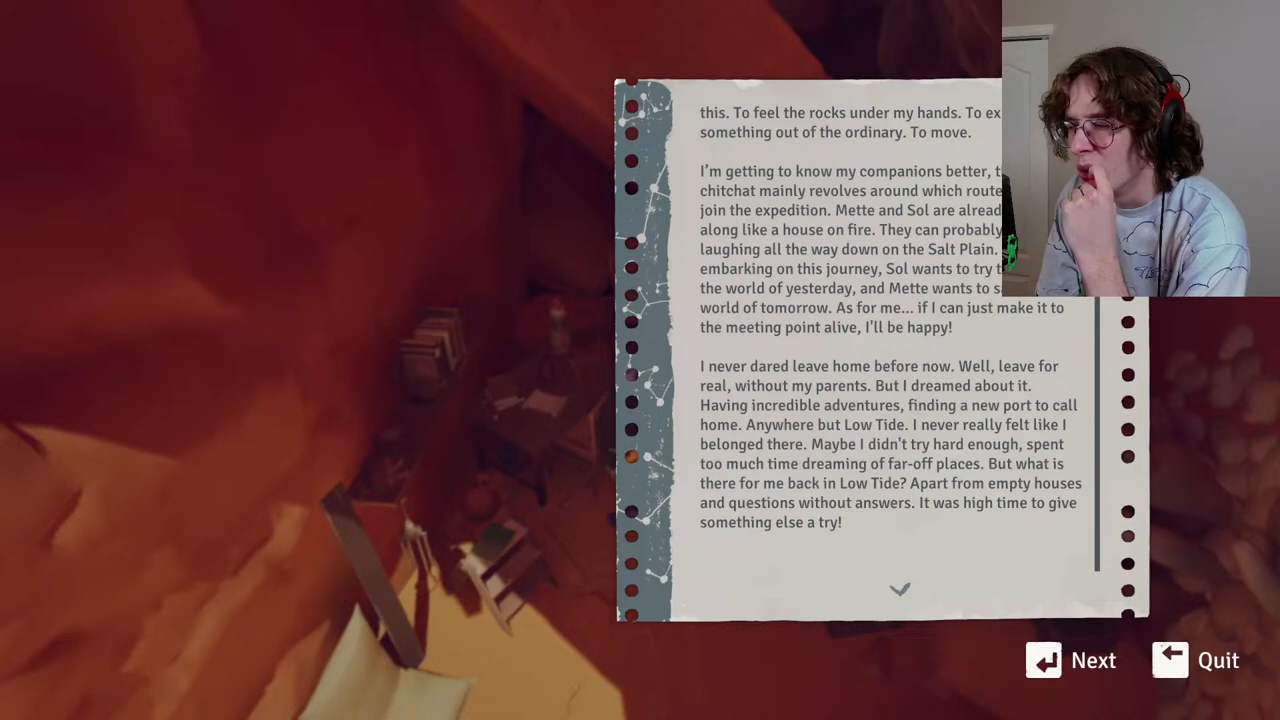 this. To feel the rocks under my hands. To ex
something out of the ordinary. To move.
I'm getting to know my companions better, t
chitchat mainly revolves around which route
join the expedition. Mette and Sol are alread
along like a house on fire. They can probably
laughing all the way down on the Salt Plain.
embarking on this journey, Sol wants to try t
the world of yesterday, and Mette wants to s
world of tomorrow. As for me... if I can just make it to
the meeting point alive, I'll be happy!
I never dared leave home before now. Well, leave for
real, without my parents. But I dreamed about it.
Having incredible adventures, finding a new port to call
home. Anywhere but Low Tide. I never really felt like I
belonged there. Maybe I didn't try hard enough, spent
too much time dreaming of far-off places. But what is
there for me back in Low Tide? Apart from empty houses
and questions without answers. It was high time to give
something else a try!
Next Quit